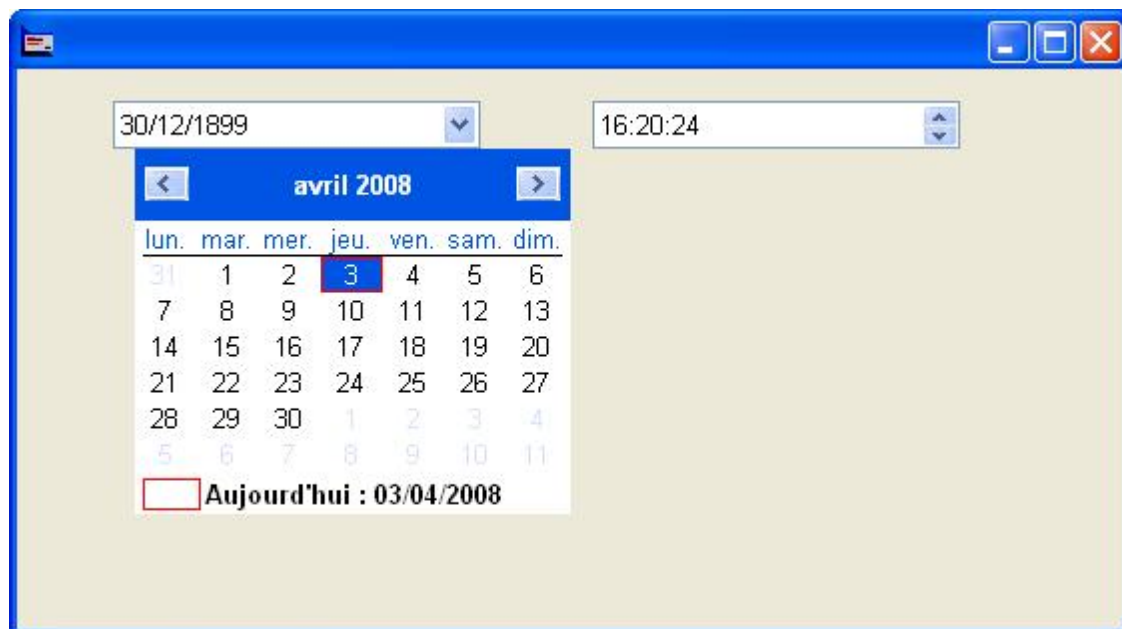 30/12/1899 16:20:24
avril 2008
lun. mar. mer. jeu. ven. sam. dim.
31 1 2 3 4 5 6
7 8 9 10 11 12 13
14 15 16 17 18 19 20
21 22 23 24 25 26 27
28 29 30 1 2 3 4
5 6 7 8 9 10 11
Aujourd'hui : 03/04/2008